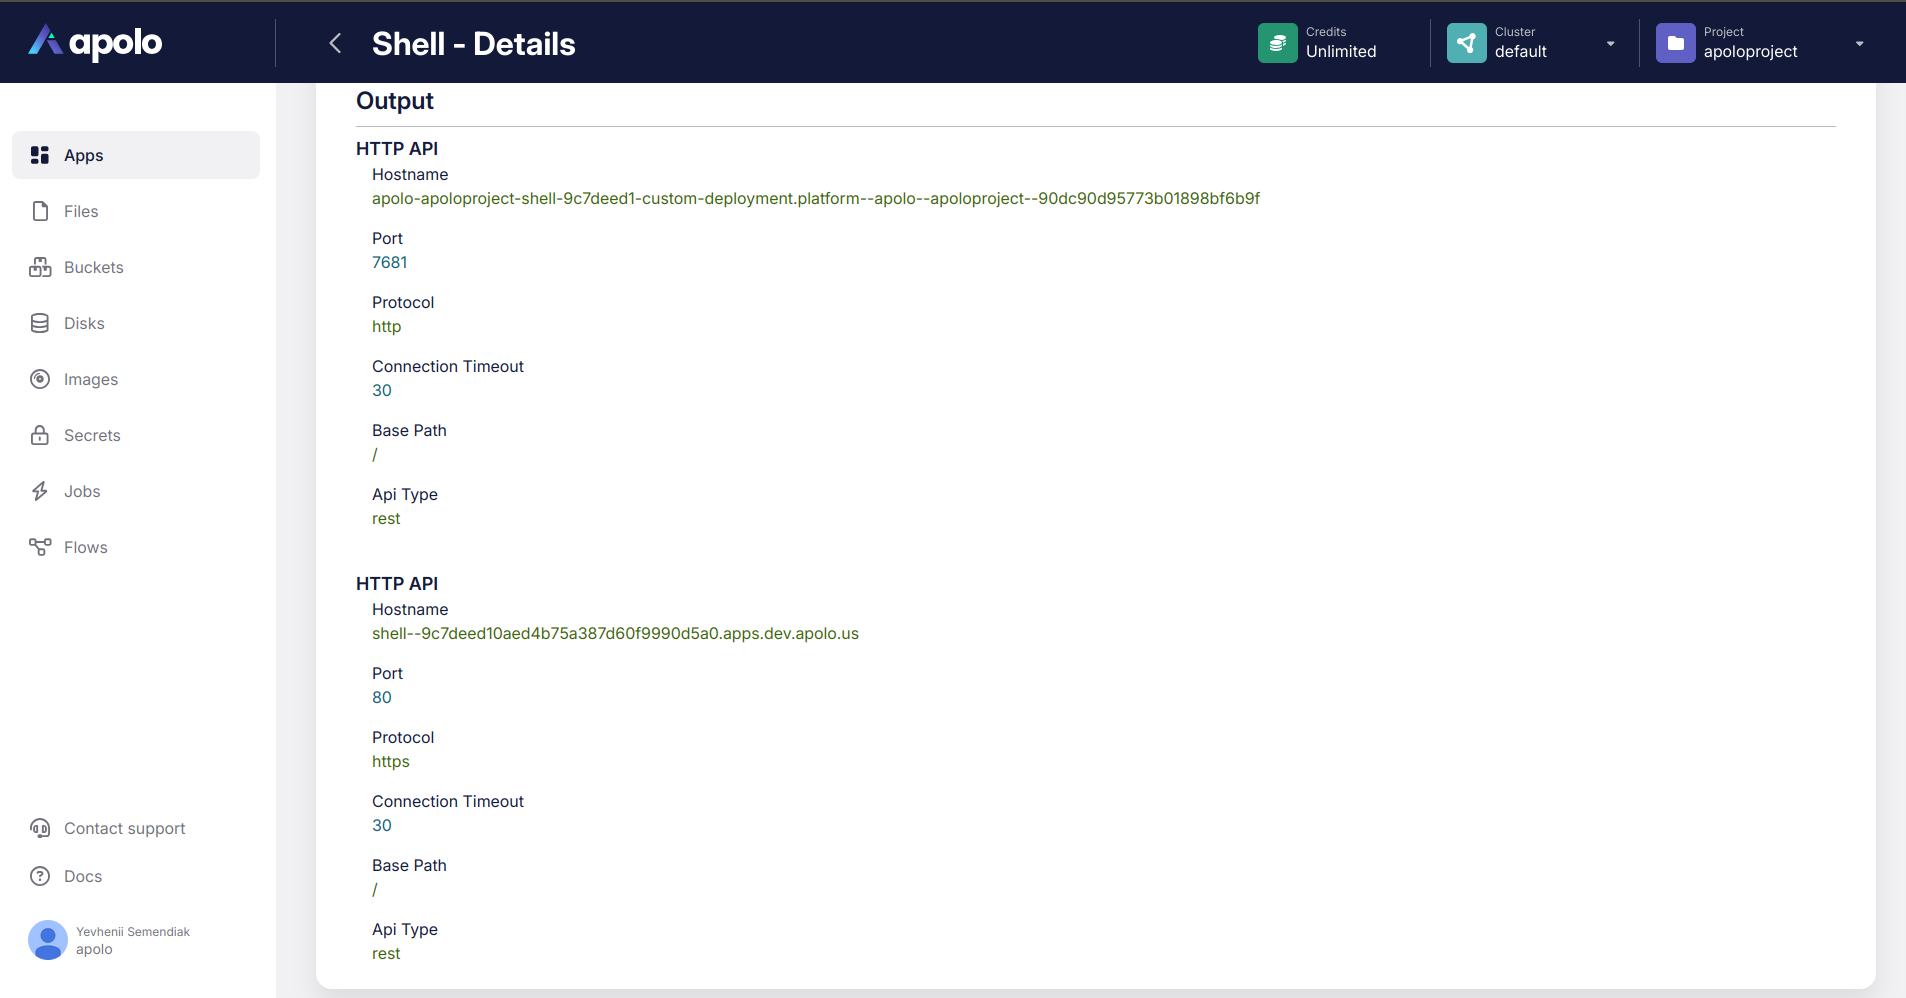 apolo
Shell - Details
Credits
Unlimited
Cluster
default
Project
apoloproject
Apps
Files
Buckets
Disks
Images
Secrets
Jobs
Flows
Contact support
Docs
Yevhenii Semendiak
apolo
Output
HTTP API
Hostname
apolo-apoloproject-shell-9c7deed1-custom-deployment.platform--apolo--apoloproject--90dc90d95773b01898bf6b9f
Port
7681
Protocol
http
Connection Timeout
30
Base Path
/
Api Type
rest
HTTP API
Hostname
shell--9c7deed10aed4b75a387d60f9990d5a0.apps.dev.apolo.us
Port
80
Protocol
https
Connection Timeout
30
Base Path
/
Api Type
rest